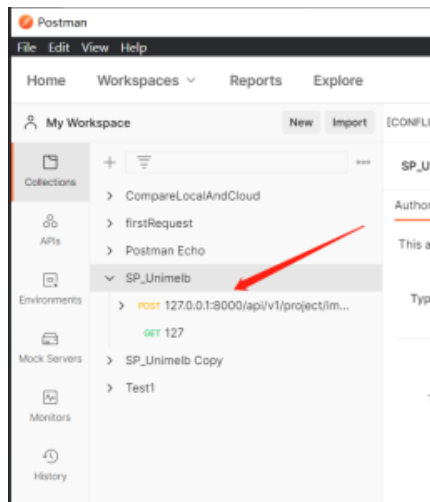 Postman
File Edit View Help
Home Workspaces Reports Explore
My Workspace New Import [CONFLI
Collections
SP_U
CompareLocalAndCloud
Author
APIs
firstRequest
Postman Echo
This a
SP_Unimelb
Environments
POST 127.0.0.1:8000/api/v1/project/im...
Typ
GET 127
Mock Servers
SP_Unimelb Copy
Test1
Monitors
History